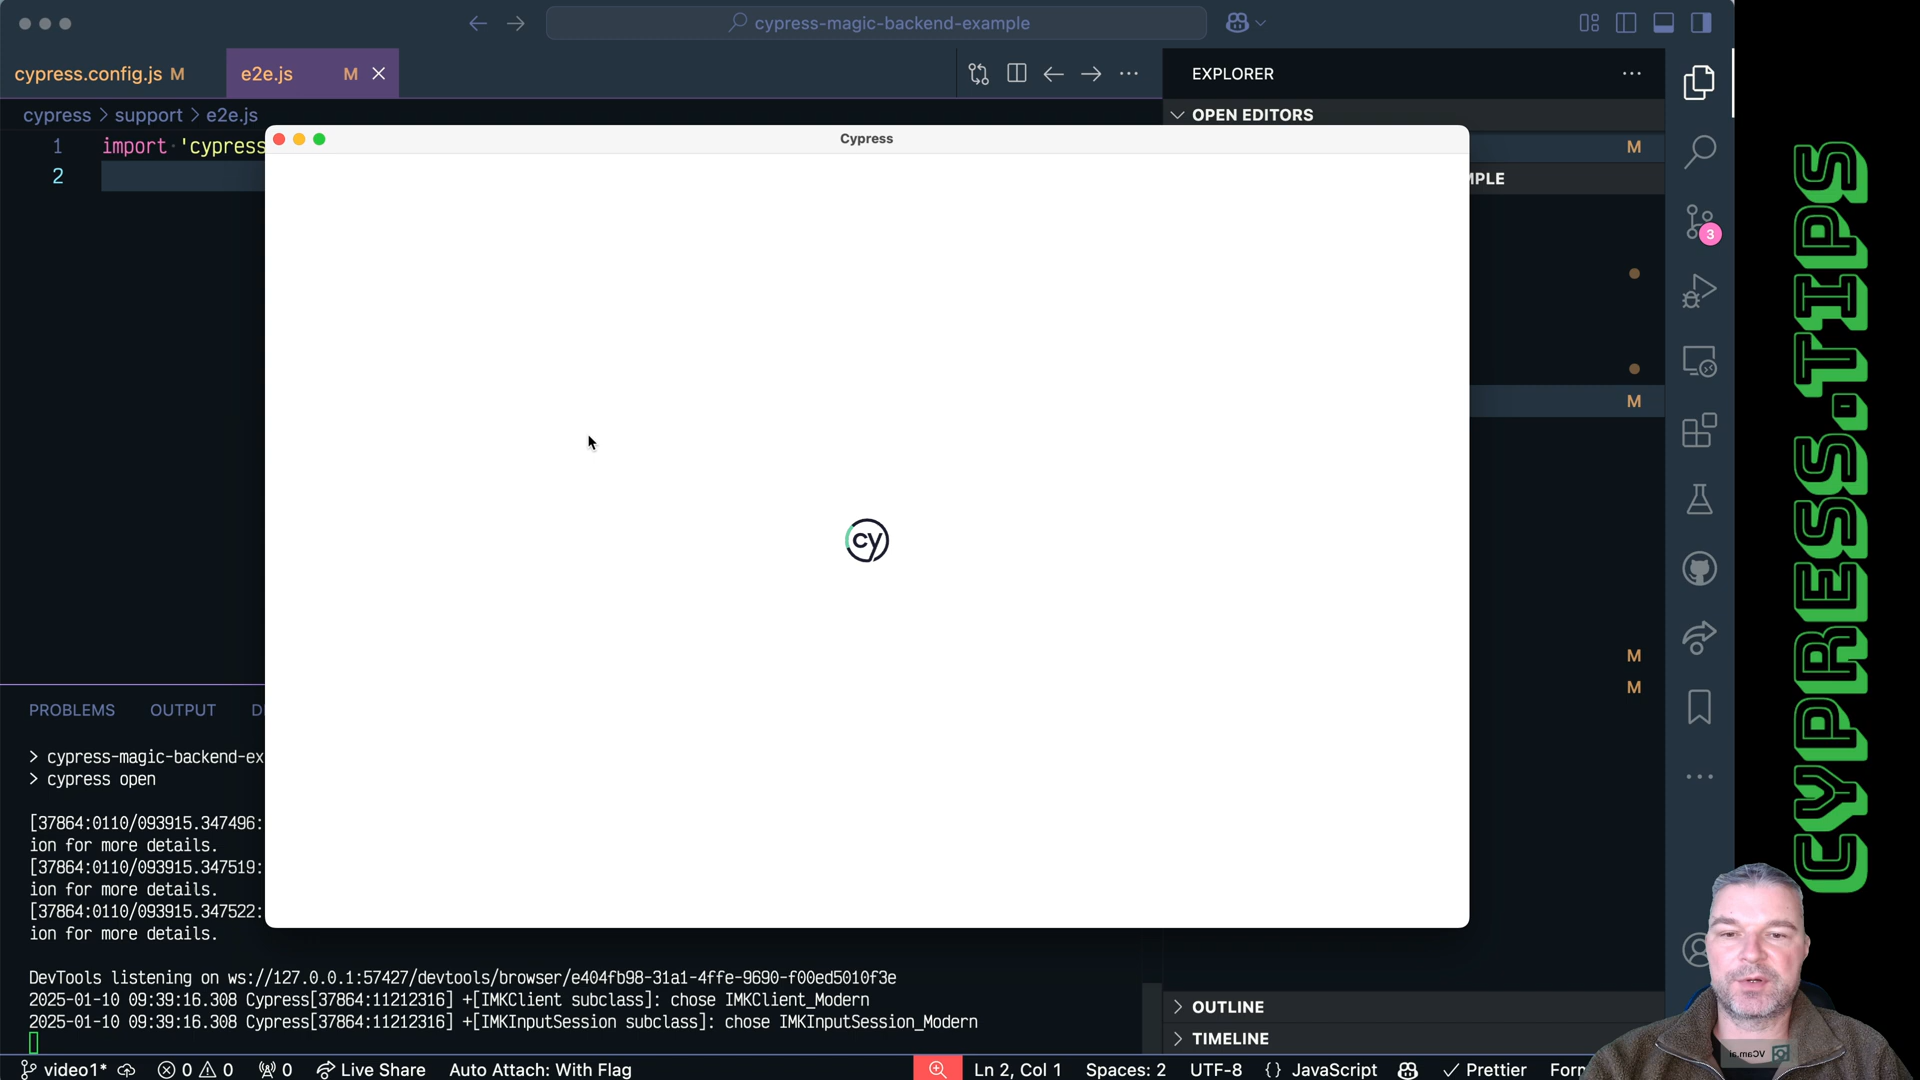 cypress-magic-backend-example
cypress.config.js M
e2e.js M
EXPLORER
cypress > support > e2e.js
OPEN EDITORS
1 import 'cypress
M
2
MPLE
Cypress
3
cy
M
M
M
PROBLEMS OUTPUT
> cypress-magic-backend-ex
> cypress open
[37864:0110/093915.347496:
ion for more details.
[37864:0110/093915.347519:
ion for more details.
[37864:0110/093915.347522:
ion for more details.
DevTools listening on ws://127.0.0.1:57427/devtools/browser/e404fb98-31a1-4ffe-9690-f00ed5010f3e
2025-01-10 09:39:16.308 Cypress[37864:11212316] +[IMKClient subclass]: chose IMKClient_Modern
2025-01-10 09:39:16.308 Cypress[37864:11212316] +[IMKInputSession subclass]: chose IMKInputSession_Modern
OUTLINE
TIMELINE
video1* 0 0 0 Live Share Auto Attach: With Flag Ln 2, Col 1 Spaces: 2 UTF-8 {} JavaScript Prettier Form
CYPRESS.TIPS
VCam.ai